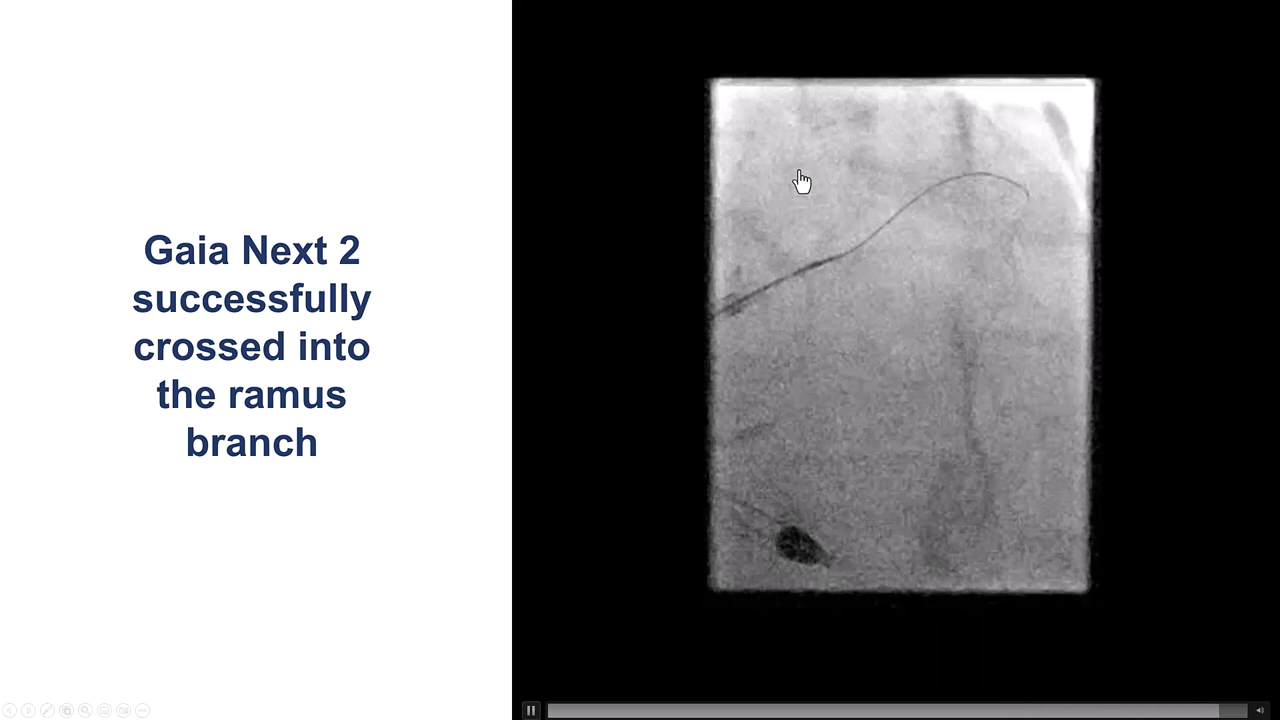 Gaia Next 2
successfully
crossed into
the ramus
branch